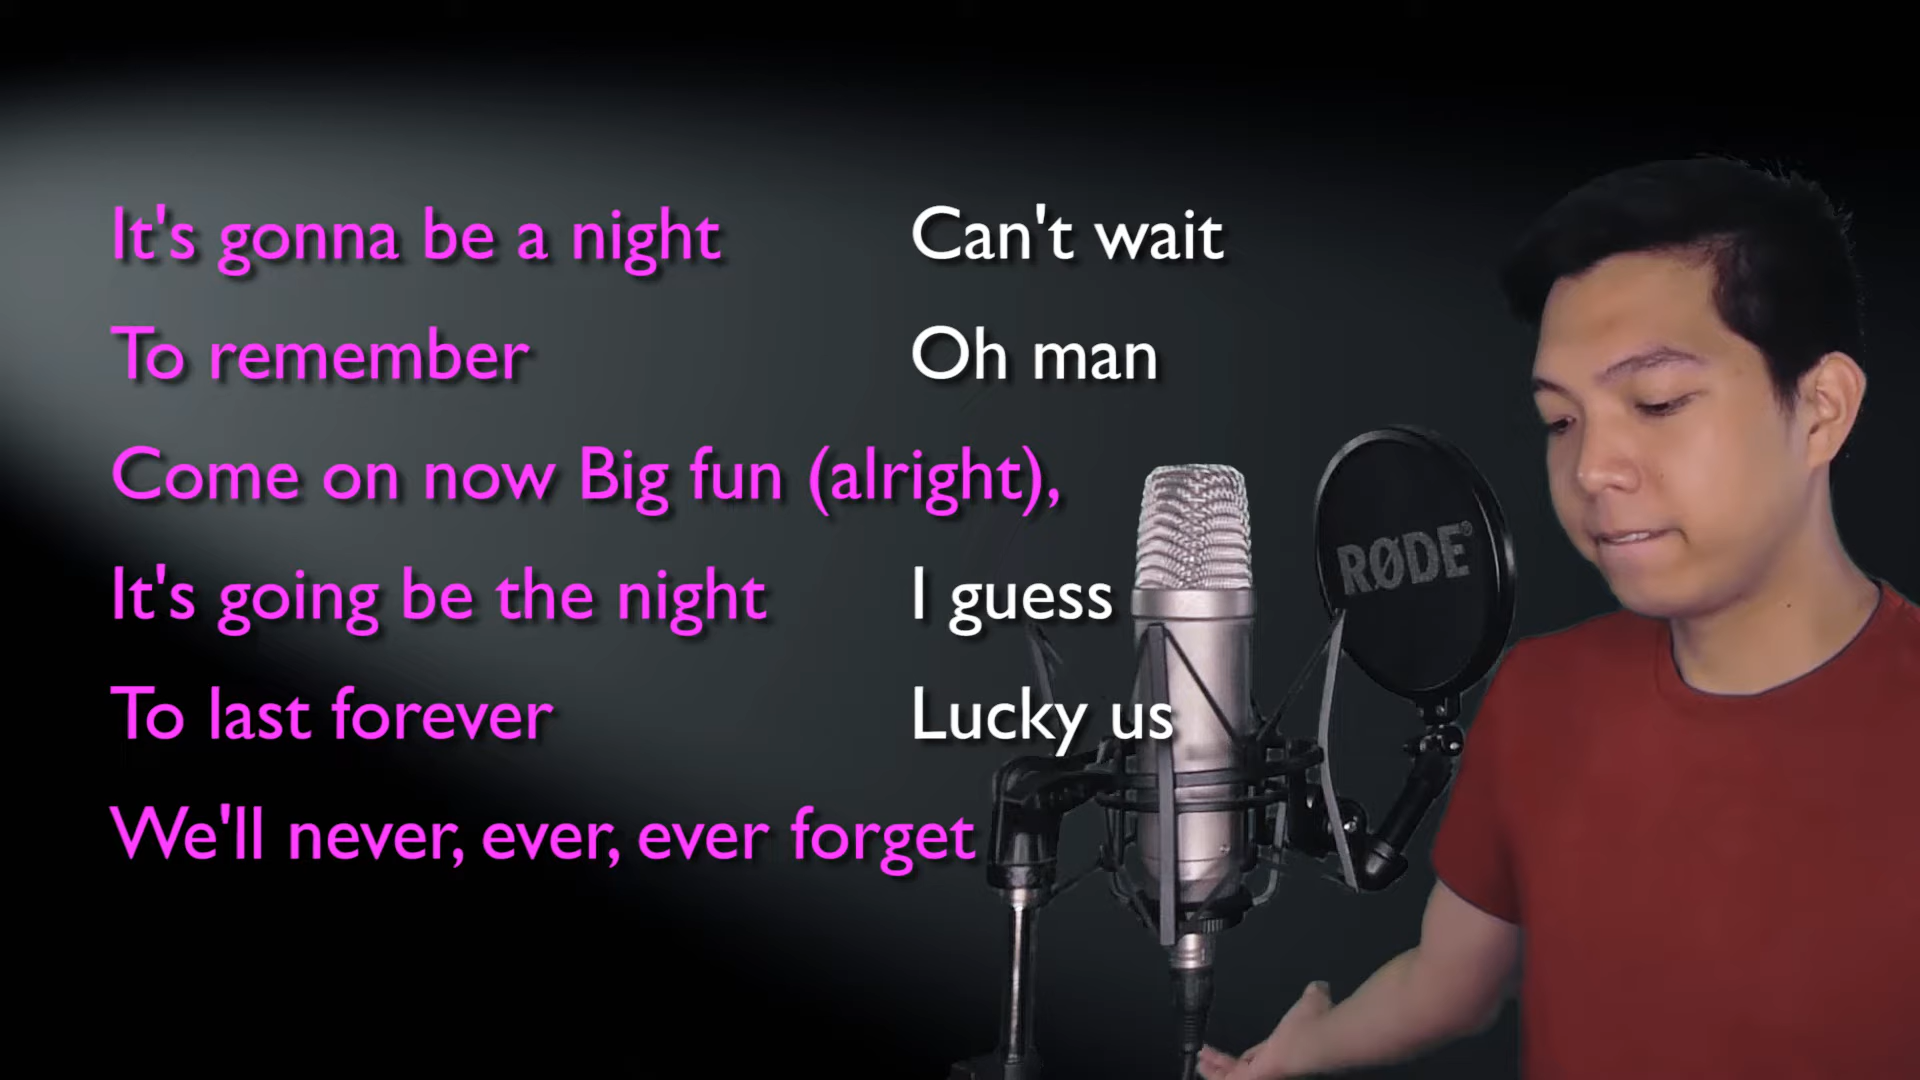 It's gonna be a night Can't wait
To remember Oh man
Come on now Big fun (alright),
It's going be the night I guess
To last forever Lucky us
We'll never, ever, ever forget
RØDE®